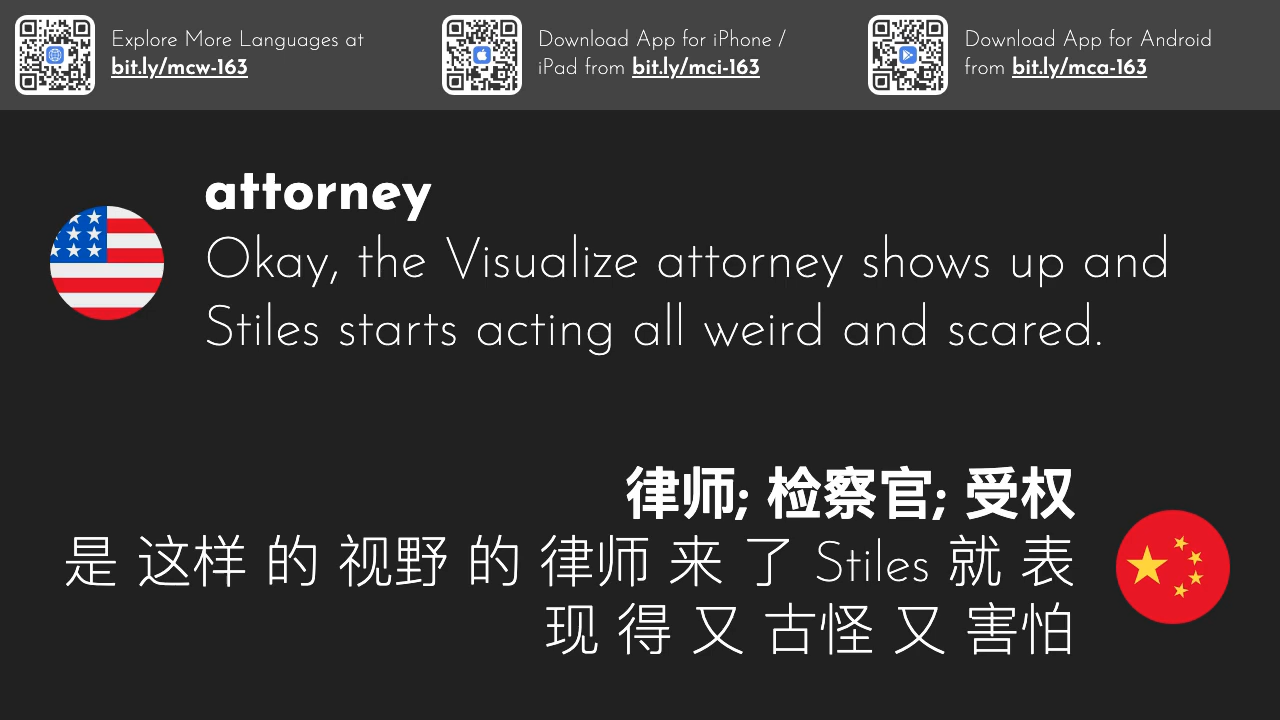 Explore More Languages at
bit.ly/mcw-163
Download App for iPhone /
iPad from bit.ly/mci-163
Download App for Android
from bit.ly/mca-163
attorney
Okay, the Visualize attorney shows up and
Stiles starts acting all weird and scared.
律师; 检察官; 受权
是 这样 的 视野 的 律师 来 了 Stiles 就 表
现 得 又 古怪 又 害怕